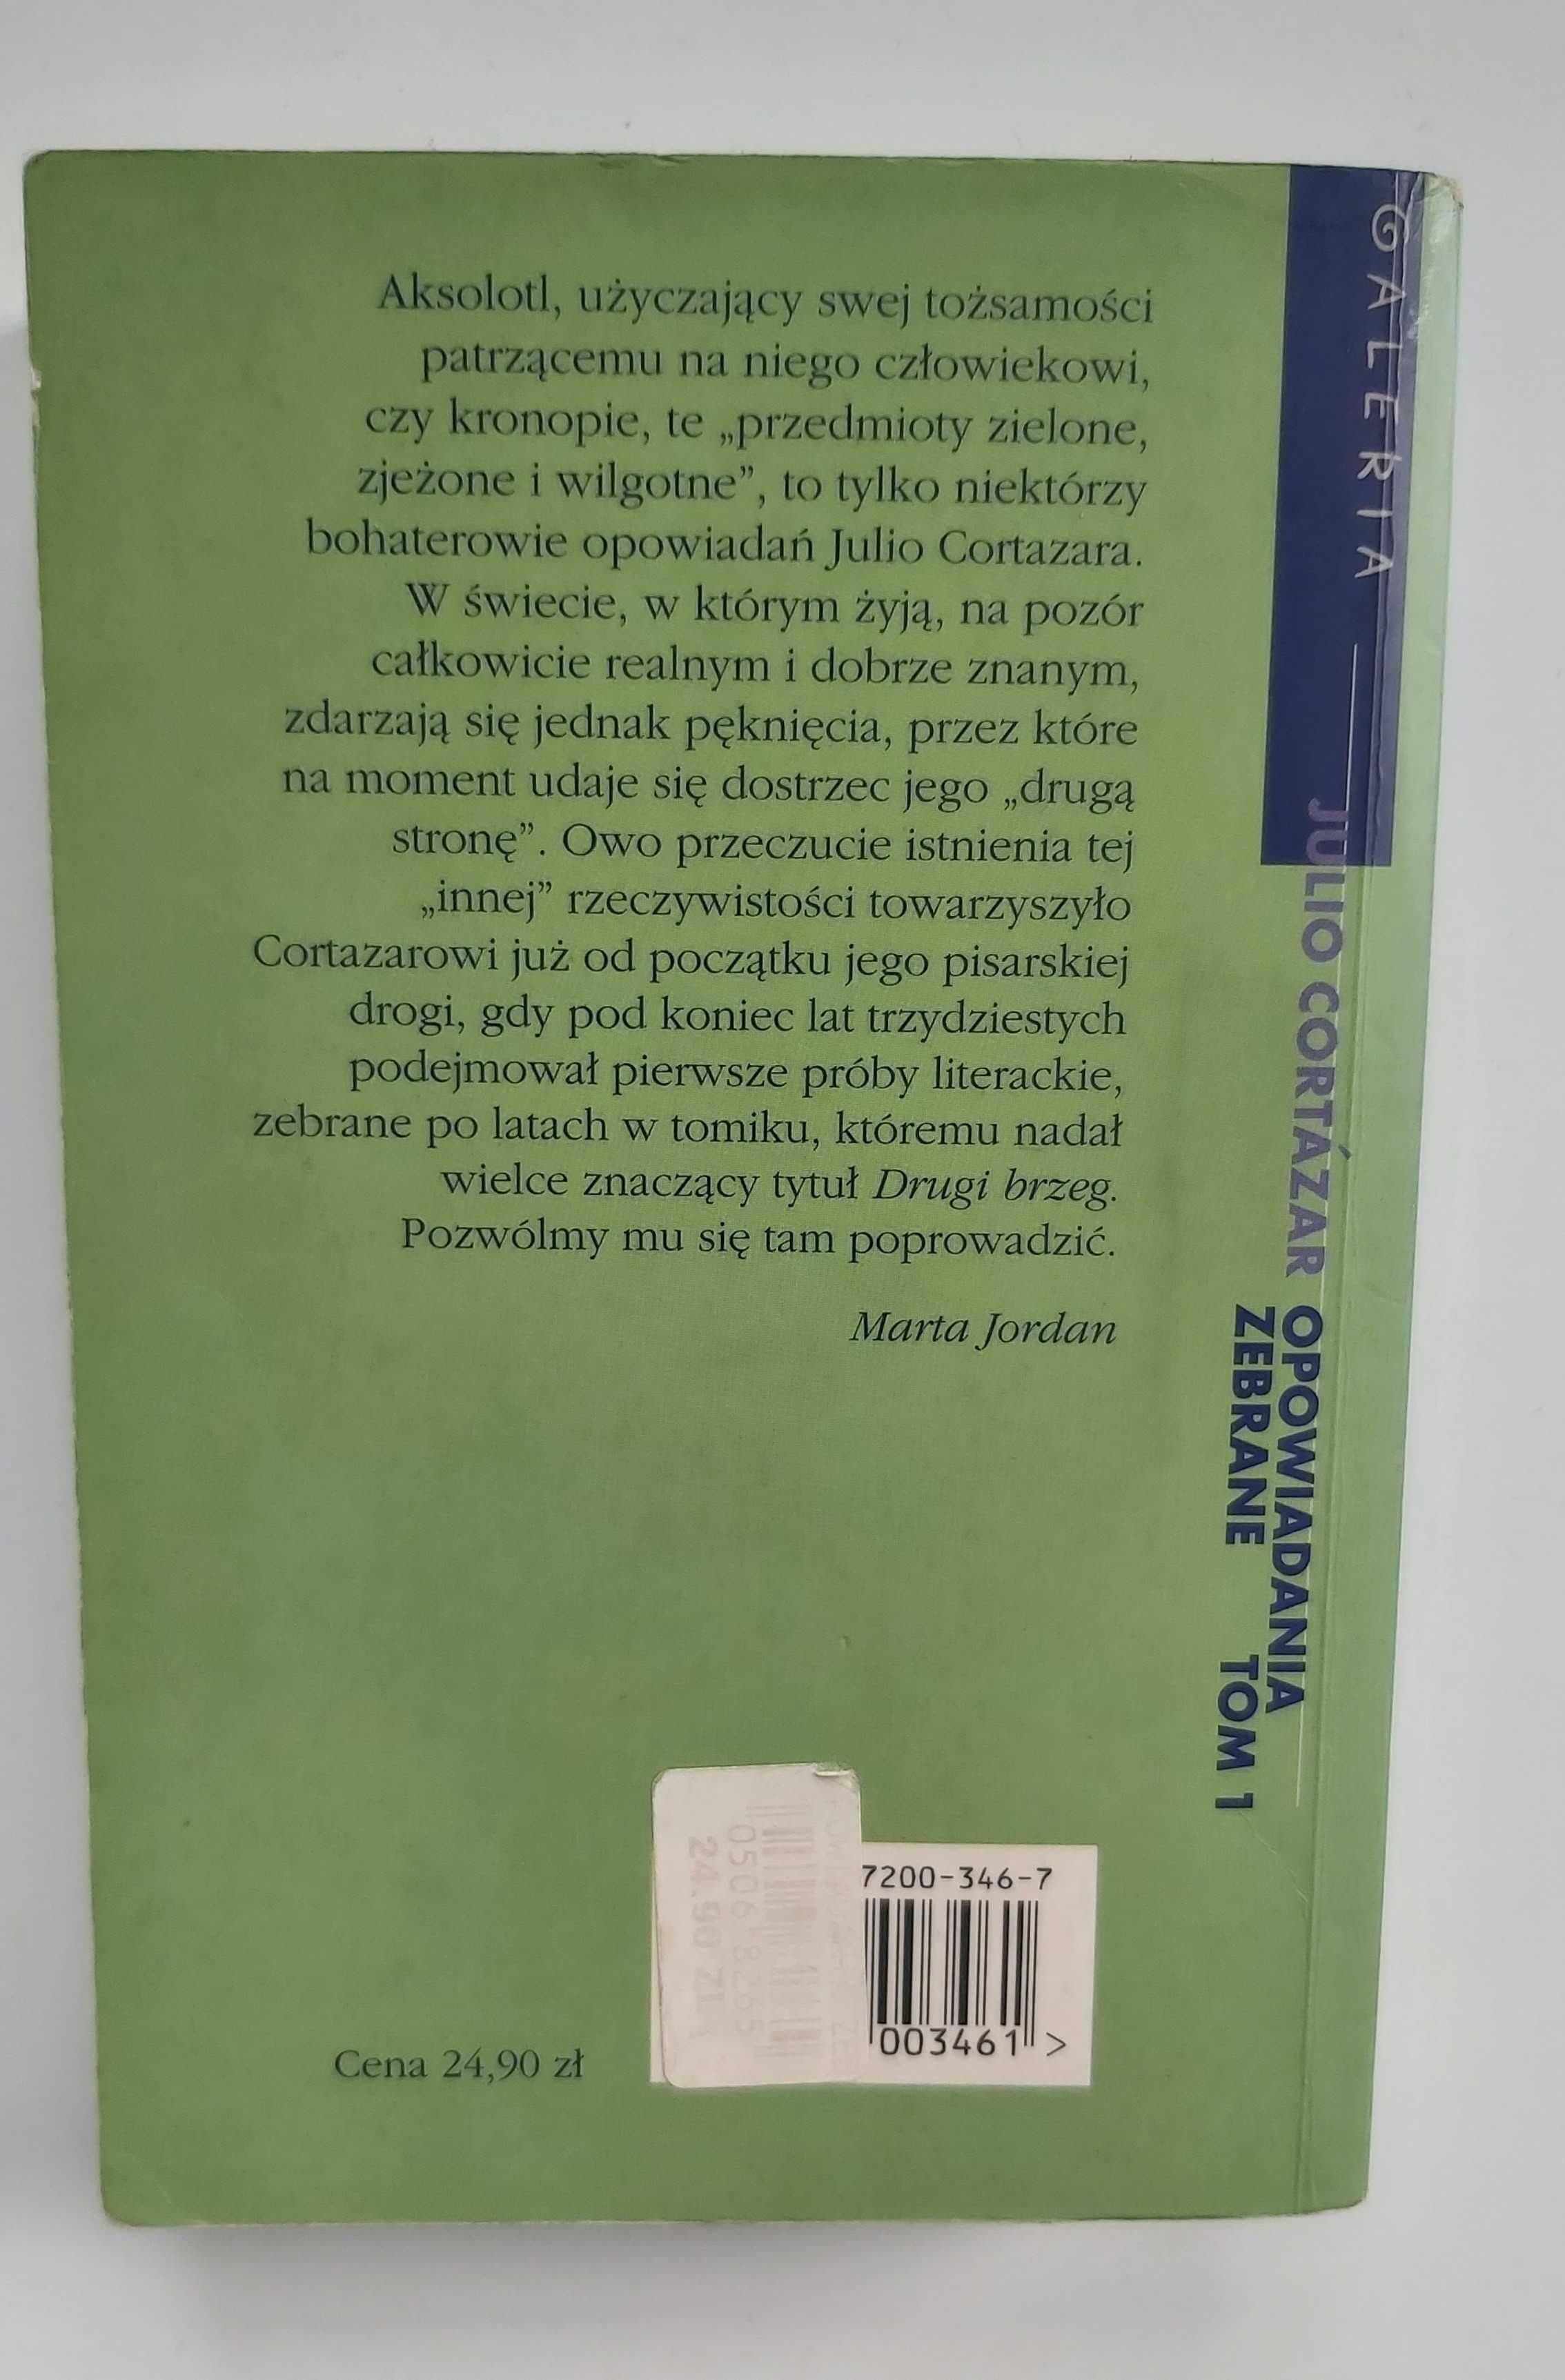 Aksolotl, użyczający swej tożsamości
patrzącemu na niego człowiekowi,
czy kronopie, te „przedmioty zielone,
zjeżone i wilgotne”, to tylko niektórzy
bohaterowie opowiadań Julio Cortazara.
W świecie, w którym żyją, na pozór
całkowicie realnym i dobrze znanym,
zdarzają się jednak pęknięcia, przez które
na moment udaje się dostrzec jego „drugą
stronę”. Owo przeczucie istnienia tej
„innej” rzeczywistości towarzyszyło
Cortazarowi już od początku jego pisarskiej
drogi, gdy pod koniec lat trzydziestych
podejmował pierwsze próby literackie,
zebrane po latach w tomiku, któremu nadał
wielce znaczący tytuł Drugi brzeg.
Pozwólmy mu się tam poprowadzić.
Marta Jordan
GALERIA
JULIO CORTÁZAR
OPOWIADANIA
ZEBRANE TOM 1
7200-346-7
003461 >
24.90
Cena 24,90 zł